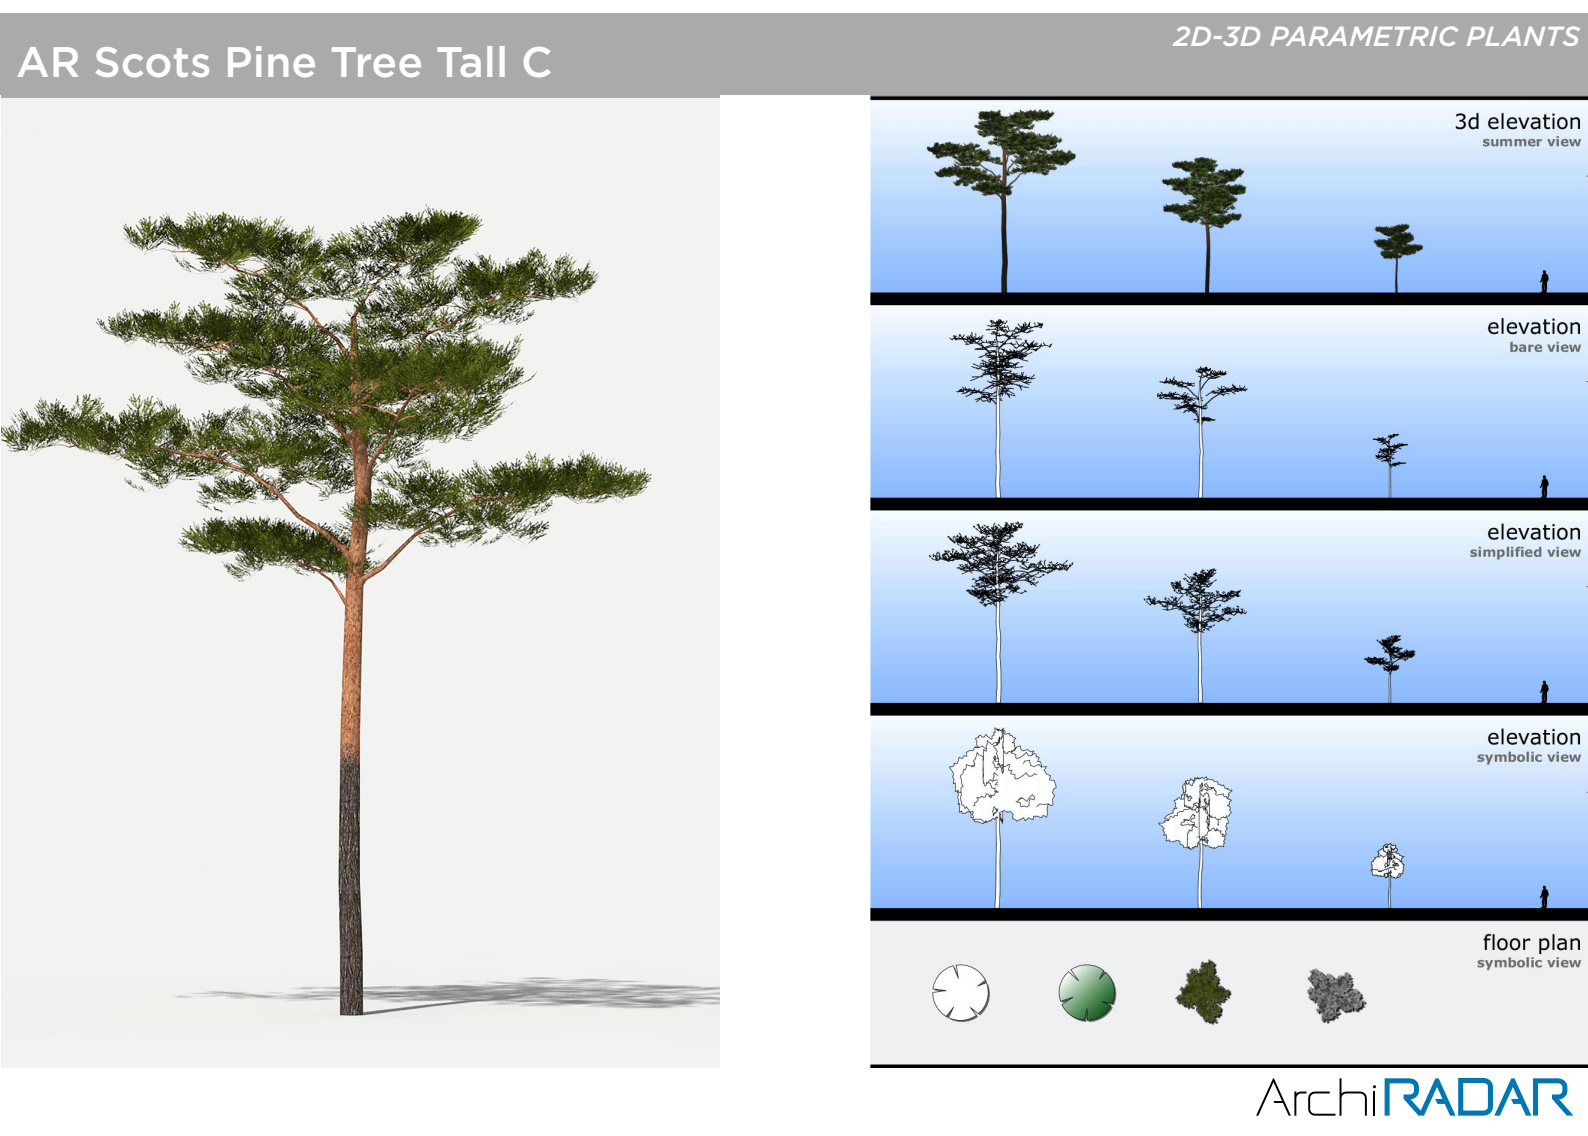 AR Scots Pine Tree Tall C
2D-3D PARAMETRIC PLANTS
3d elevation
summer view
elevation
bare view
elevation
simplified view
elevation
symbolic view
floor plan
symbolic view
ArchiRADAR